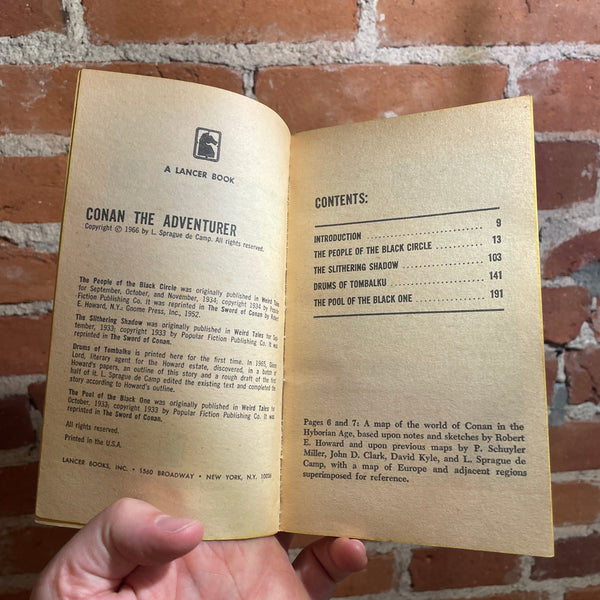 A LANCER BOOK
CONAN THE ADVENTURER
Copyright © 1966 by L. Sprague de Camp. All rights reserved.
The People of the Black Circle was originally published in Weird Tales
for September, October, and November, 1934; copyright 1934 by Popular
Fiction Publishing Co. It was reprinted in The Sword of Conan by Robert
E. Howard, N.Y.: Gnome Press, Inc., 1952.
The Slithering Shadow was originally published in Weird Tales for Sep-
tember, 1933; copyright 1933 by Popular Fiction Publishing Co. It was
reprinted in The Sword of Conan.
Drums of Tombalku is printed here for the first time. In 1965, Glenn
Lord, literary agent for the Howard estate, discovered, in a batch of
Howard's papers, an outline of this story and a rough draft of the first
half of it. L. Sprague de Camp edited the existing text and completed the
story according to Howard's outline.
The Pool of the Black One was originally published in Weird Tales for
October, 1933; copyright 1933 by Popular Fiction Publishing Co. It was
reprinted in The Sword of Conan.
All rights reserved.
Printed in the U.S.A.
LANCER BOOKS, INC. • 1560 BROADWAY • NEW YORK, N.Y. 10036
CONTENTS:
INTRODUCTION 9
THE PEOPLE OF THE BLACK CIRCLE 13
THE SLITHERING SHADOW 103
DRUMS OF TOMBALKU 141
THE POOL OF THE BLACK ONE 191
Pages 6 and 7: A map of the world of Conan in the
Hyborian Age, based upon notes and sketches by Robert
E. Howard and upon previous maps by P. Schuyler
Miller, John D. Clark, David Kyle, and L. Sprague de
Camp, with a map of Europe and adjacent regions
superimposed for reference.